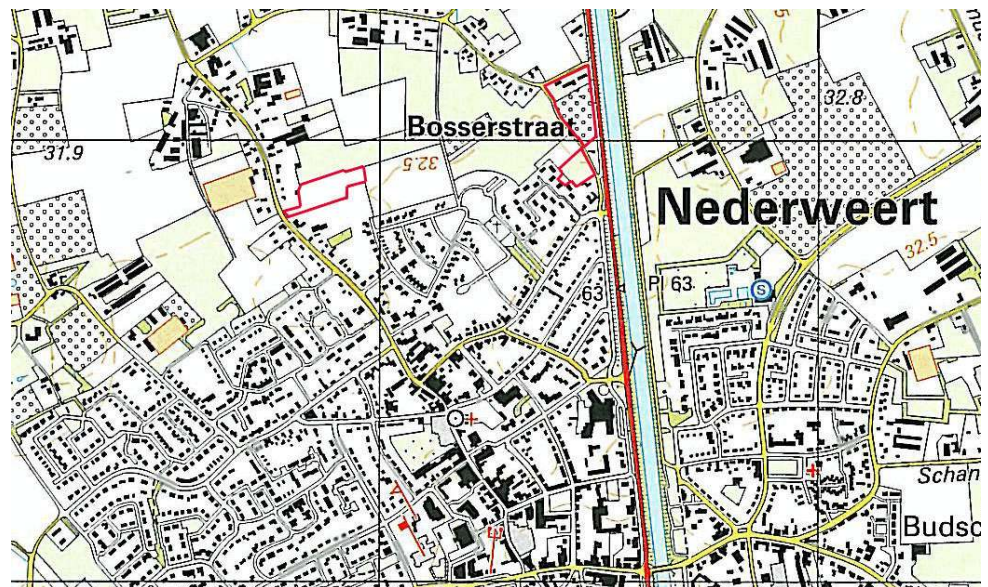 32.8
Bosserstraat
31.9
32.5
Nederweert
32.5
63
P 63
S
A
E
Schan
Budsc